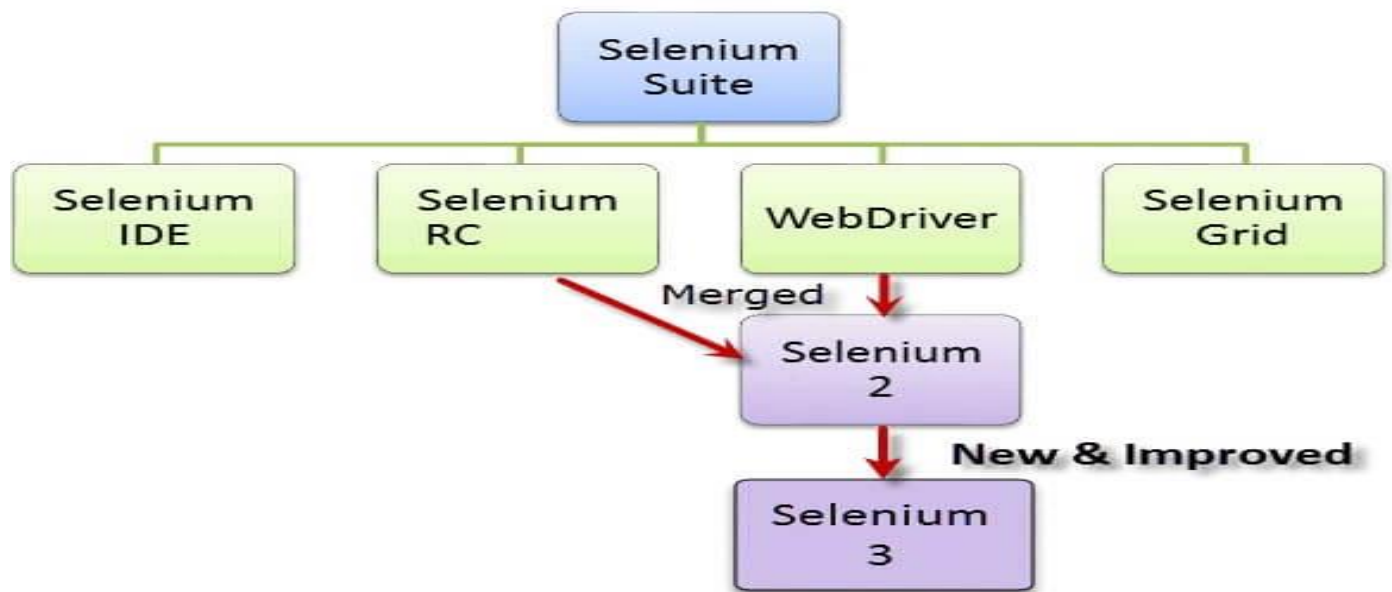 Selenium
Suite
Selenium
IDE
Selenium
RC
WebDriver
Selenium
Grid
Merged
Selenium
2
New & Improved
Selenium
3